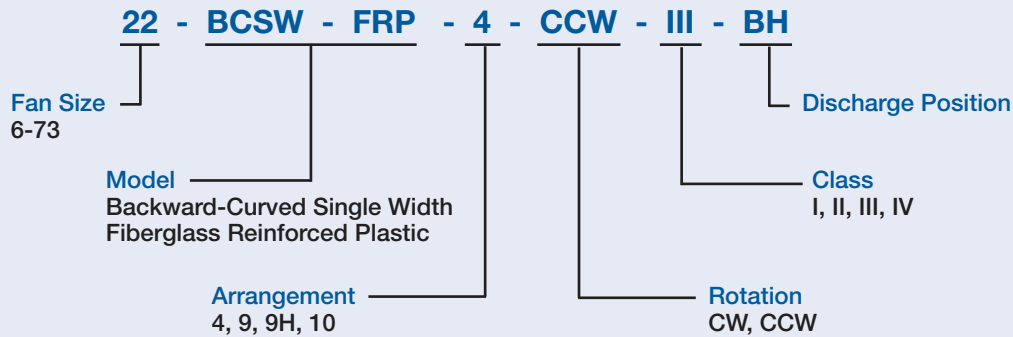 22 - BCSW - FRP - 4 - CCW - III - BH
Fan Size
6-73
Discharge Position
Model
Backward-Curved Single Width
Fiberglass Reinforced Plastic
Class
I, II, III, IV
Arrangement
4, 9, 9H, 10
Rotation
CW, CCW